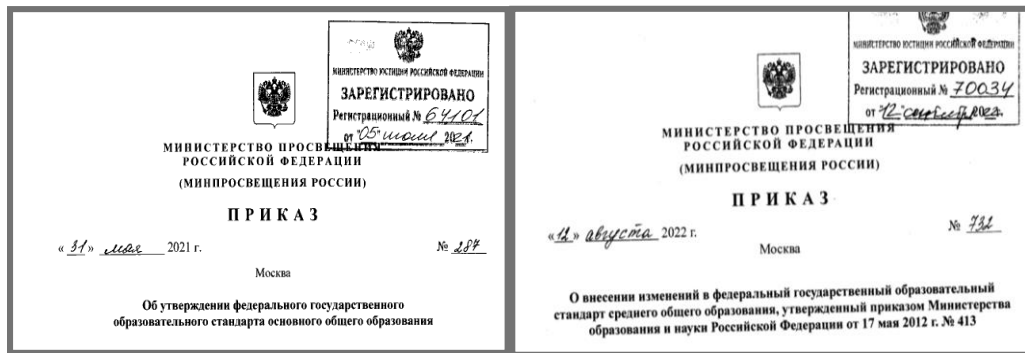 МИНИСТЕРСТВО ЮСТИЦИИ РОССИЙСКОЙ ФЕДЕРАЦИИ
ЗАРЕГИСТРИРОВАНО
Регистрационный № 64101
от "05" июля 2021.
МИНИСТЕРСТВО ПРОСВЕЩЕНИЯ
РОССИЙСКОЙ ФЕДЕРАЦИИ
(МИНПРОСВЕЩЕНИЯ РОССИИ)
ПРИКАЗ
« 31 » мая 2021 г.
№ 287
Москва
Об утверждении федерального государственного
образовательного стандарта основного общего образования
МИНИСТЕРСТВО ЮСТИЦИИ РОССИЙСКОЙ ФЕДЕРАЦИИ
ЗАРЕГИСТРИРОВАНО
Регистрационный № 70034
от "12" сентября 2022.
МИНИСТЕРСТВО ПРОСВЕЩЕНИЯ
РОССИЙСКОЙ ФЕДЕРАЦИИ
(МИНПРОСВЕЩЕНИЯ РОССИИ)
ПРИКАЗ
«12» августа 2022 г.
№ 732
Москва
О внесении изменений в федеральный государственный образовательный
стандарт среднего общего образования, утвержденный приказом Министерства
образования и науки Российской Федерации от 17 мая 2012 г. № 413